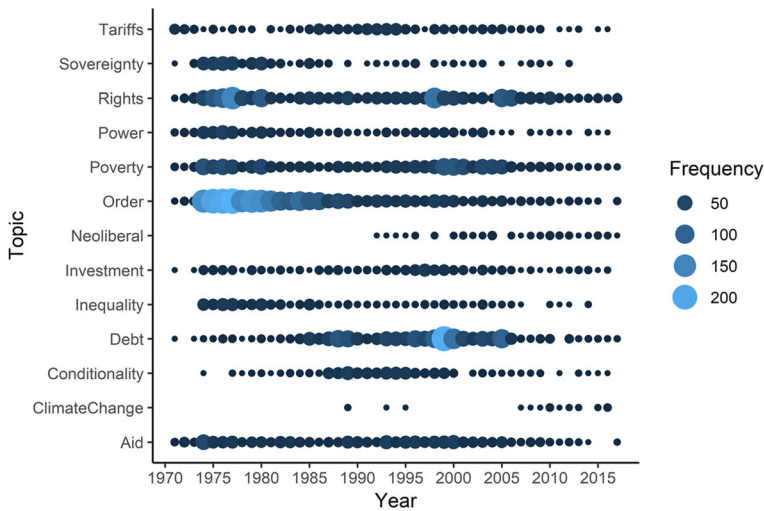 Tariffs
Sovereignty
Rights
Power
Poverty
Order
Neoliberal
Investment
Inequality
Debt
Conditionality
ClimateChange
Aid
Topic
1970 1975 1980 1985 1990 1995 2000 2005 2010 2015
Year
Frequency
50
100
150
200